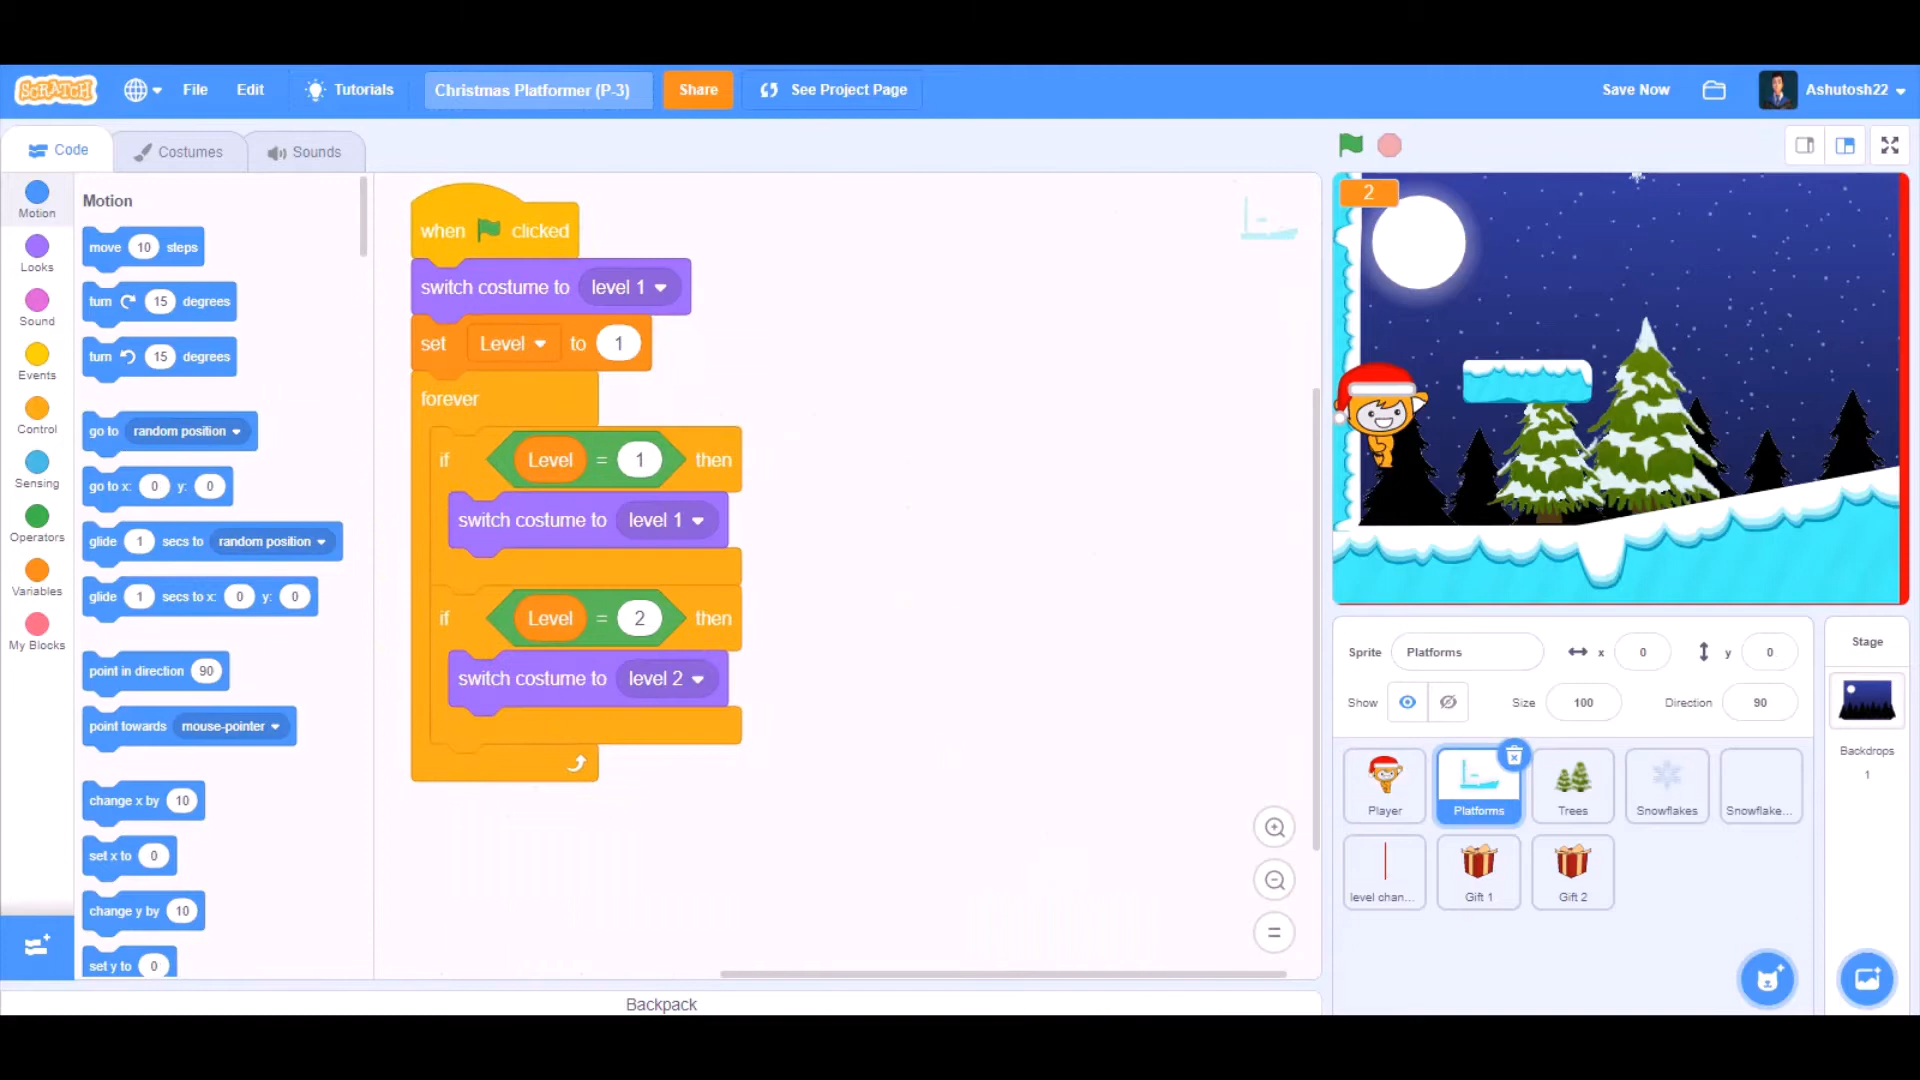 SCRATCH File Edit Tutorials Christmas Platformer (P-3) Share See Project Page Save Now Ashutosh22
Code Costumes Sounds
Motion
Looks
Sound
Events
Control
Sensing
Operators
Variables
My Blocks
Motion
move 10 steps
turn 15 degrees
turn 15 degrees
go to random position
go to x: 0 y: 0
glide 1 secs to random position
glide 1 secs to x: 0 y: 0
point in direction 90
point towards mouse-pointer
change x by 10
set x to 0
change y by 10
set y to 0
when clicked
switch costume to level 1
set Level to 1
forever
if Level = 1 then
switch costume to level 1
if Level = 2 then
switch costume to level 2
Backpack
2
Sprite Platforms x 0 y 0
Show Size 100 Direction 90
Player Platforms Trees Snowflakes Snowflake...
level chan... Gift 1 Gift 2
Stage
Backdrops
1